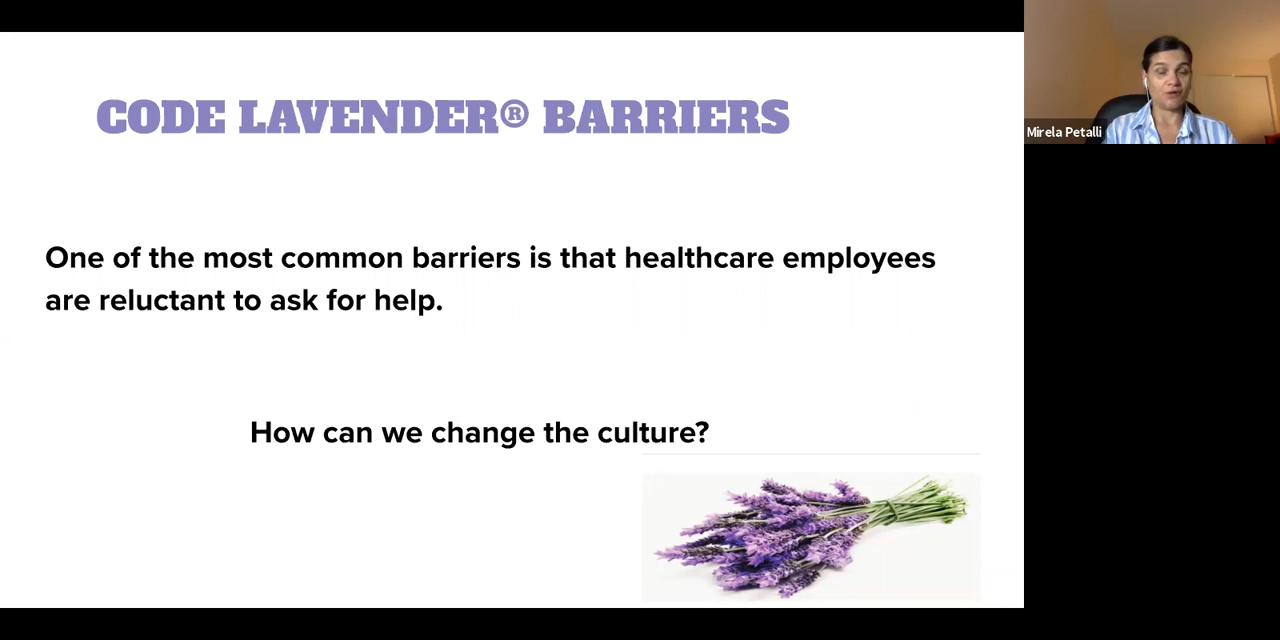 CODE LAVENDER® BARRIERS
Mirela Petalli
One of the most common barriers is that healthcare employees
are reluctant to ask for help.
How can we change the culture?